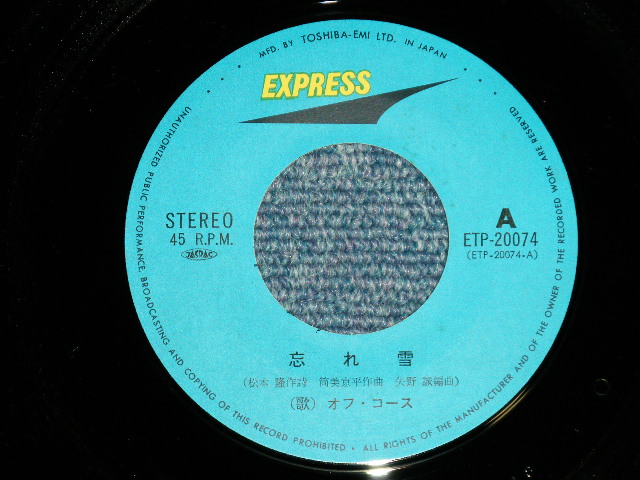 MFD. BY TOSHIBA-EMI LTD. IN JAPAN
EXPRESS
STEREO
45 R.P.M.
A
ETP-20074
(ETP-20074-A)
忘れ雪
(松本 隆作詩 筒美京平作曲 矢野 誠編曲)
(歌) オフ・コース
UNAUTHORIZED PUBLIC PERFORMANCE, BROADCASTING AND COPYING OF THIS RECORD PROHIBITED • ALL RIGHTS OF THE MANUFACTURER AND OF THE OWNER OF THE RECORDED WORK ARE RESERVED